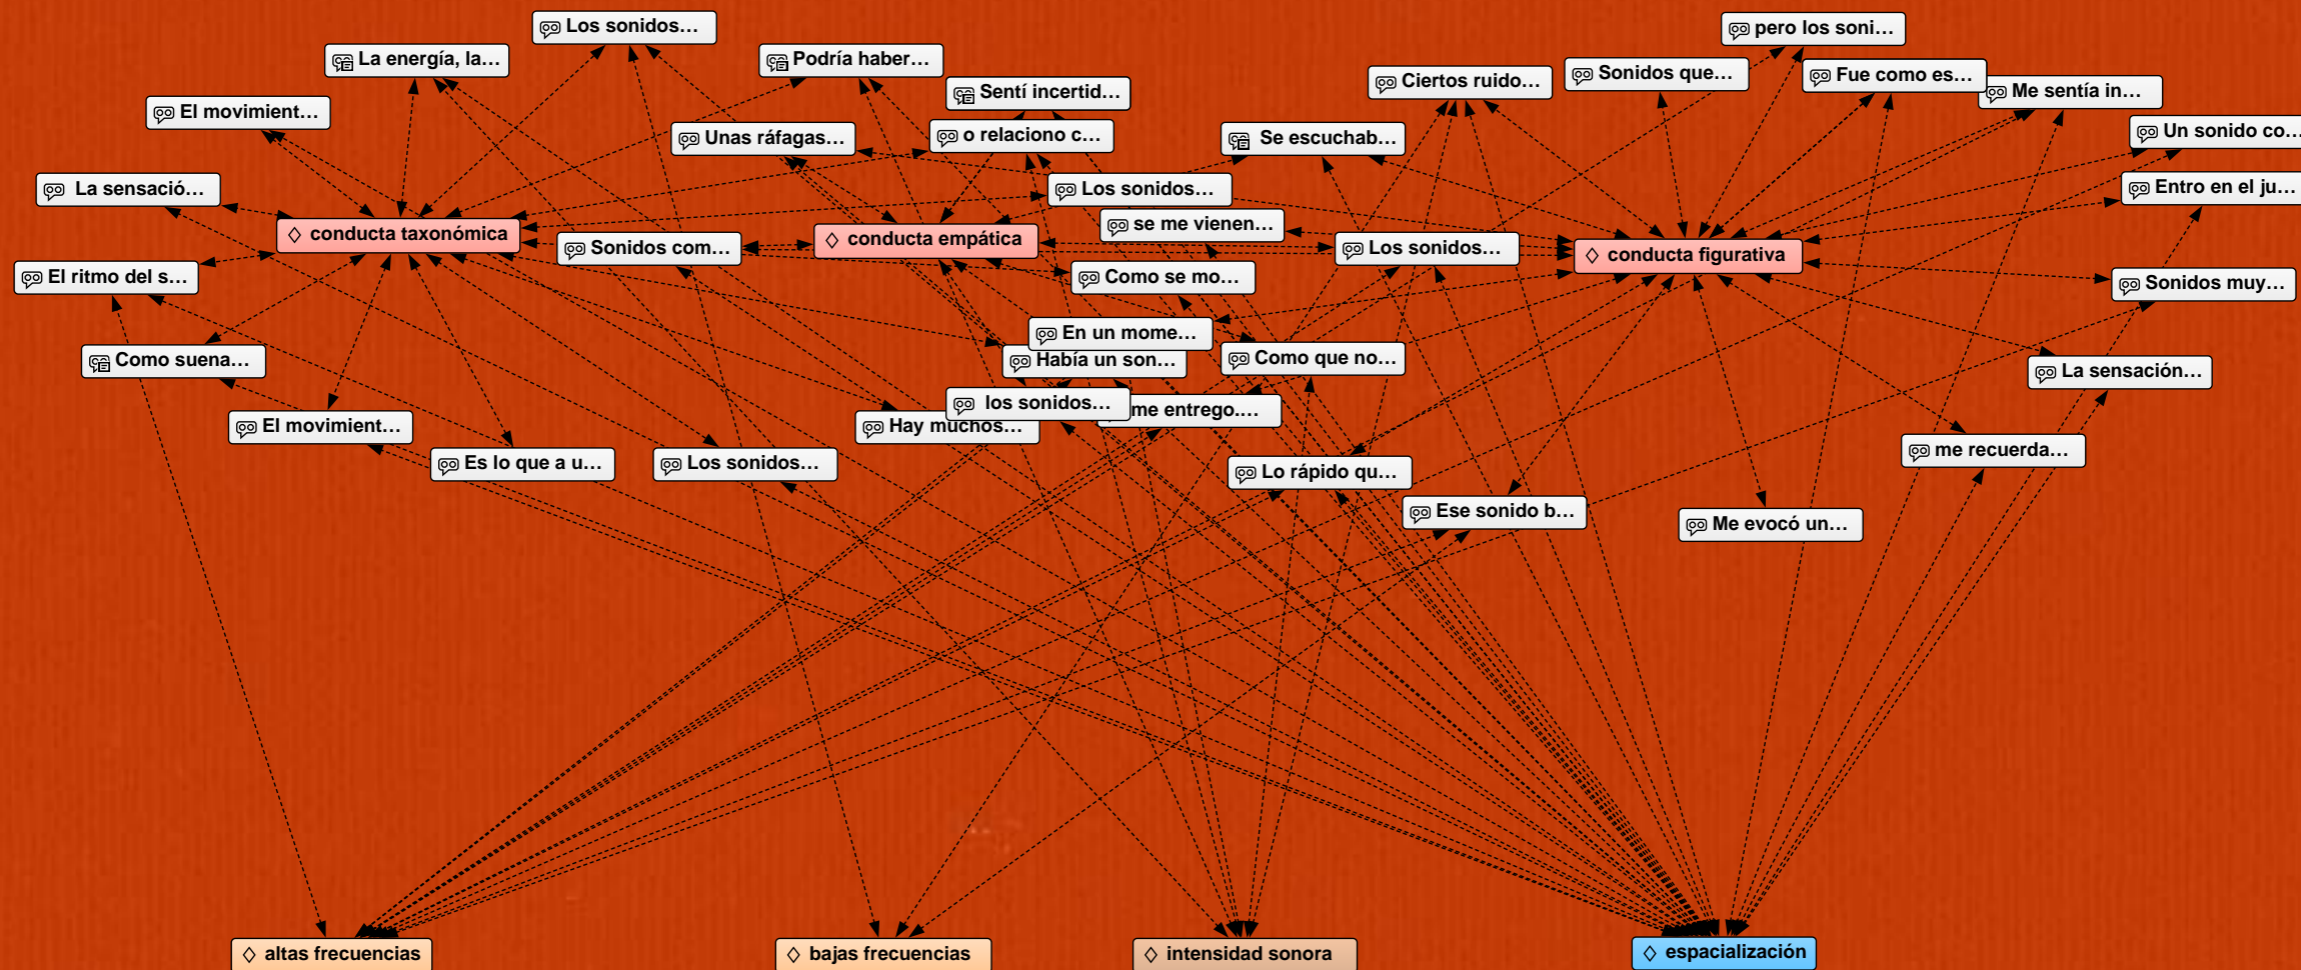 Los sonidos...
pero los soni...
La energía, la...
Podría haber...
Ciertos ruido...
Sonidos que...
Fue como es...
Me sentía in...
El movimient...
Sentí incertid...
Unas ráfagas...
o relaciono c...
Se escuchab...
Un sonido co...
La sensació...
Los sonidos...
Entro en el ju...
se me vienen...
◇ conducta taxonómica
Sonidos com...
◇ conducta empática
Los sonidos...
◇ conducta figurativa
El ritmo del s...
Como se mo...
Sonidos muy...
En un mome...
Como suena...
Había un son...
Como que no...
La sensación...
los sonidos...
me entrego....
El movimient...
Hay muchos...
Es lo que a u...
Los sonidos...
Lo rápido qu...
me recuerda...
Ese sonido b...
Me evocó un...
◇ altas frecuencias
◇ bajas frecuencias
◇ intensidad sonora
◇ espacialización